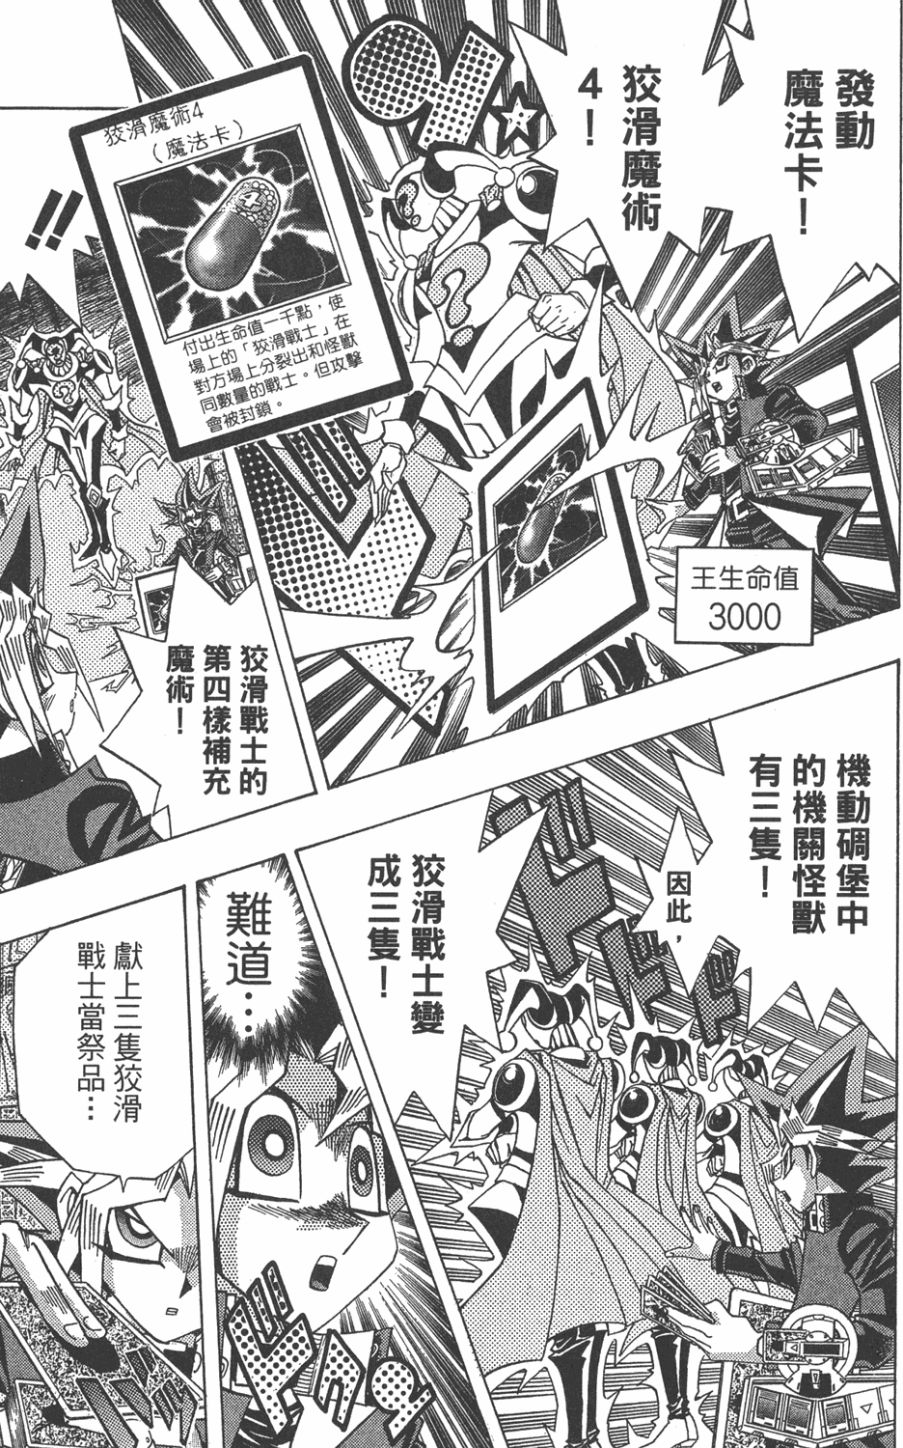 發動
魔法卡！
狡滑魔術
4！
狡滑魔術4
（魔法卡）
4
付出生命值一千點，使
場上的「狡滑戰士」在
對方場上分裂出和怪獸
同數量的戰士。但攻擊
會被封鎖。
!!
王生命值
3000
狡滑戰士的
第四樣補充
魔術！
機動碉堡中
的機關怪獸
有三隻！
因此，
狡滑戰士變
成三隻！
ド
ド
ド
難道…
獻上三隻狡滑
戰士當祭品…